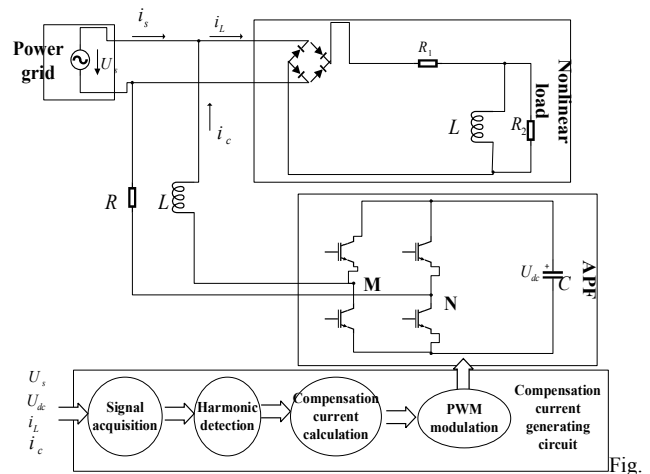 i_s
i_L
Power
grid
U_s
R_1
Nonlinear
load
L
R_2
i_c
R
L
M
N
U_dc
+
C
APF
U_s
U_dc
i_L
i_c
Signal
acquisition
Harmonic
detection
Compensation
current
calculation
PWM
modulation
Compensation
current
generating
circuit
Fig.